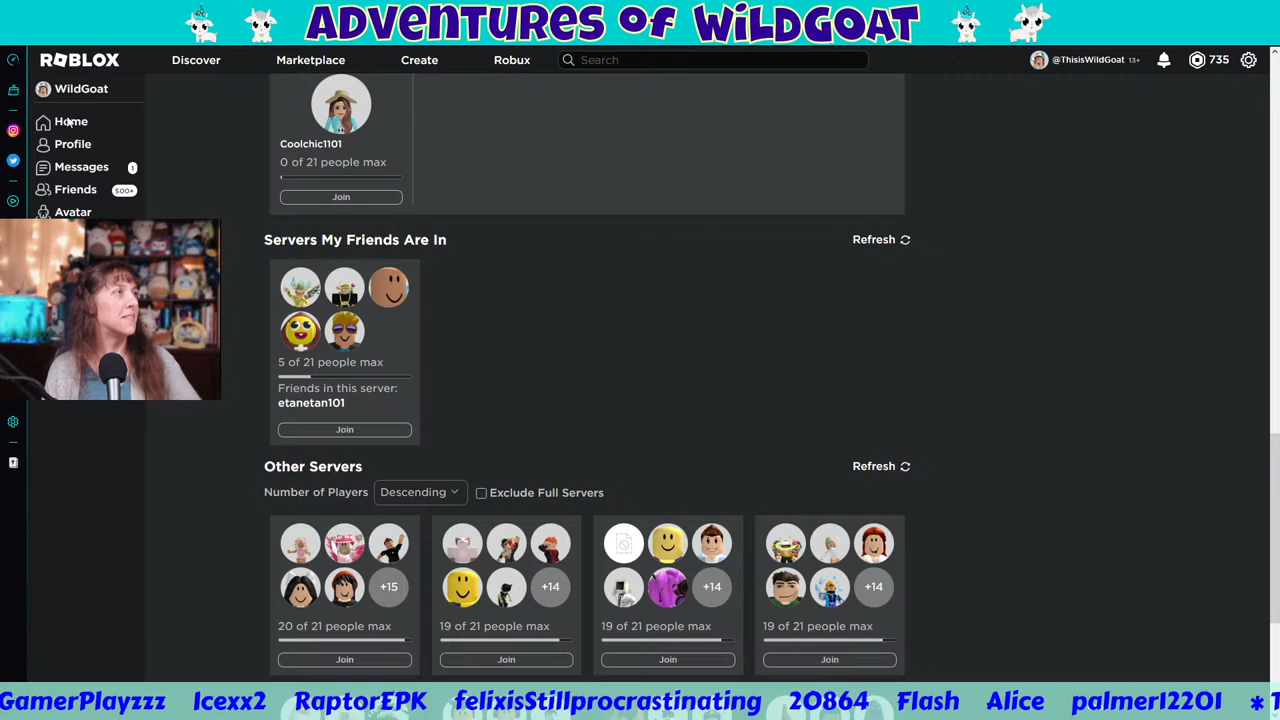 ADVENTURES OF WILDGOAT
ROBLOX Discover Marketplace Create Robux Search @ThisisWildGoat 13+ 735
WildGoat
Home
Profile
Messages 1
Friends 500+
Avatar
Coolchic1101
0 of 21 people max
Join
Servers My Friends Are In Refresh
5 of 21 people max
Friends in this server:
etanetan101
Join
Other Servers Refresh
Number of Players Descending Exclude Full Servers
+15 +14 +14 +14
20 of 21 people max 19 of 21 people max 19 of 21 people max 19 of 21 people max
Join Join Join Join
GamerPlayzzz Icexx2 RaptorEPK felixisStillprocrastinating 20864 Flash Alice palmer12201 * T